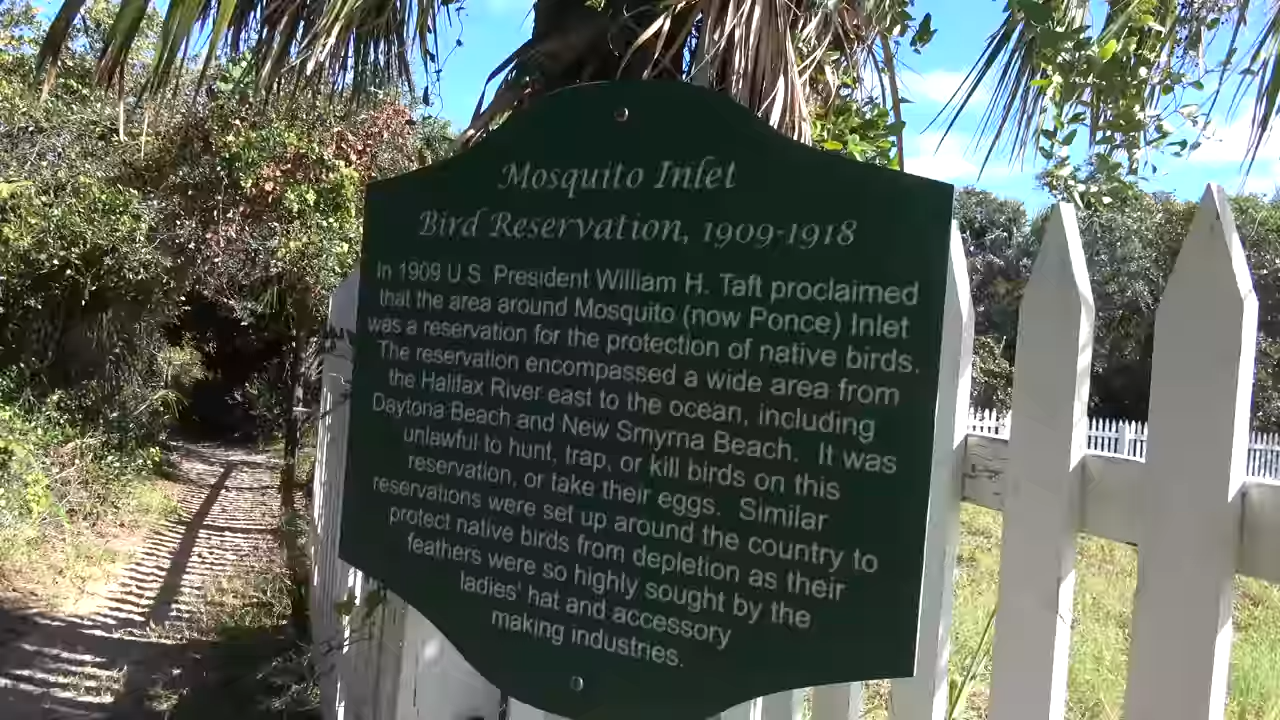 Mosquito Inlet
Bird Reservation, 1909-1918
In 1909 U.S. President William H. Taft proclaimed
that the area around Mosquito (now Ponce) Inlet
was a reservation for the protection of native birds.
The reservation encompassed a wide area from
the Halifax River east to the ocean, including
Daytona Beach and New Smyrna Beach. It was
unlawful to hunt, trap, or kill birds on this
reservation, or take their eggs. Similar
reservations were set up around the country to
protect native birds from depletion as their
feathers were so highly sought by the
ladies' hat and accessory
making industries.